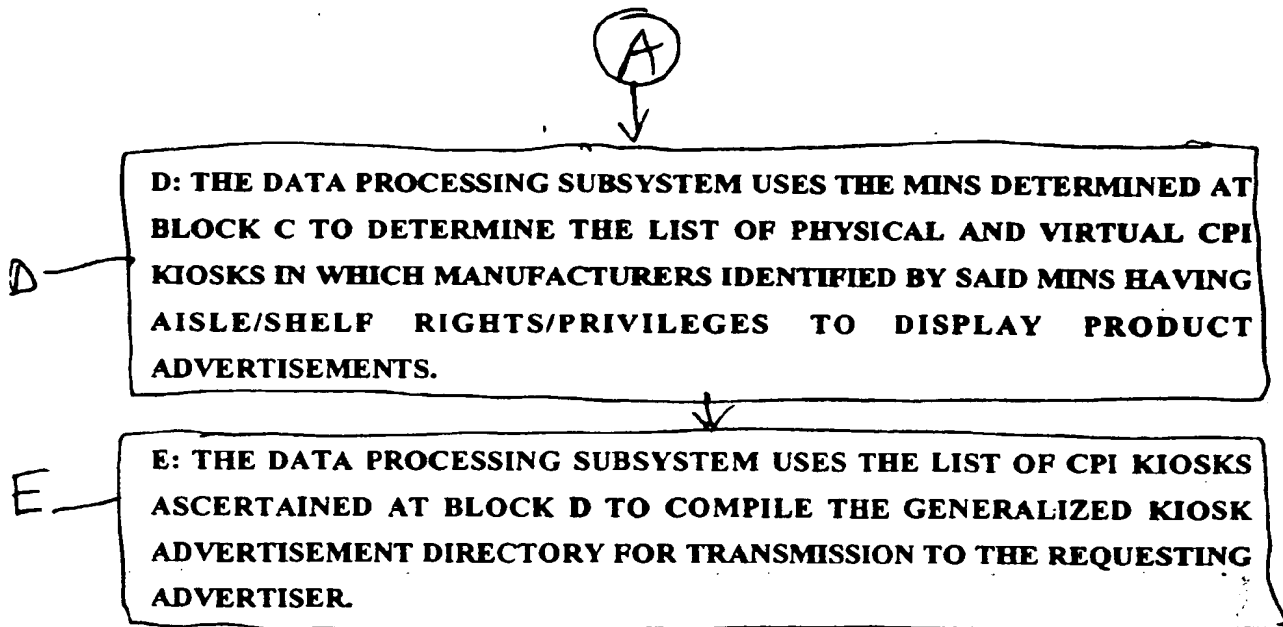 A
D: THE DATA PROCESSING SUBSYSTEM USES THE MINS DETERMINED AT
BLOCK C TO DETERMINE THE LIST OF PHYSICAL AND VIRTUAL CPI
D
KIOSKS IN WHICH MANUFACTURERS IDENTIFIED BY SAID MINS HAVING
AISLE/SHELF RIGHTS/PRIVILEGES TO DISPLAY PRODUCT
ADVERTISEMENTS.
E: THE DATA PROCESSING SUBSYSTEM USES THE LIST OF CPI KIOSKS
E
ASCERTAINED AT BLOCK D TO COMPILE THE GENERALIZED KIOSK
ADVERTISEMENT DIRECTORY FOR TRANSMISSION TO THE REQUESTING
ADVERTISER.